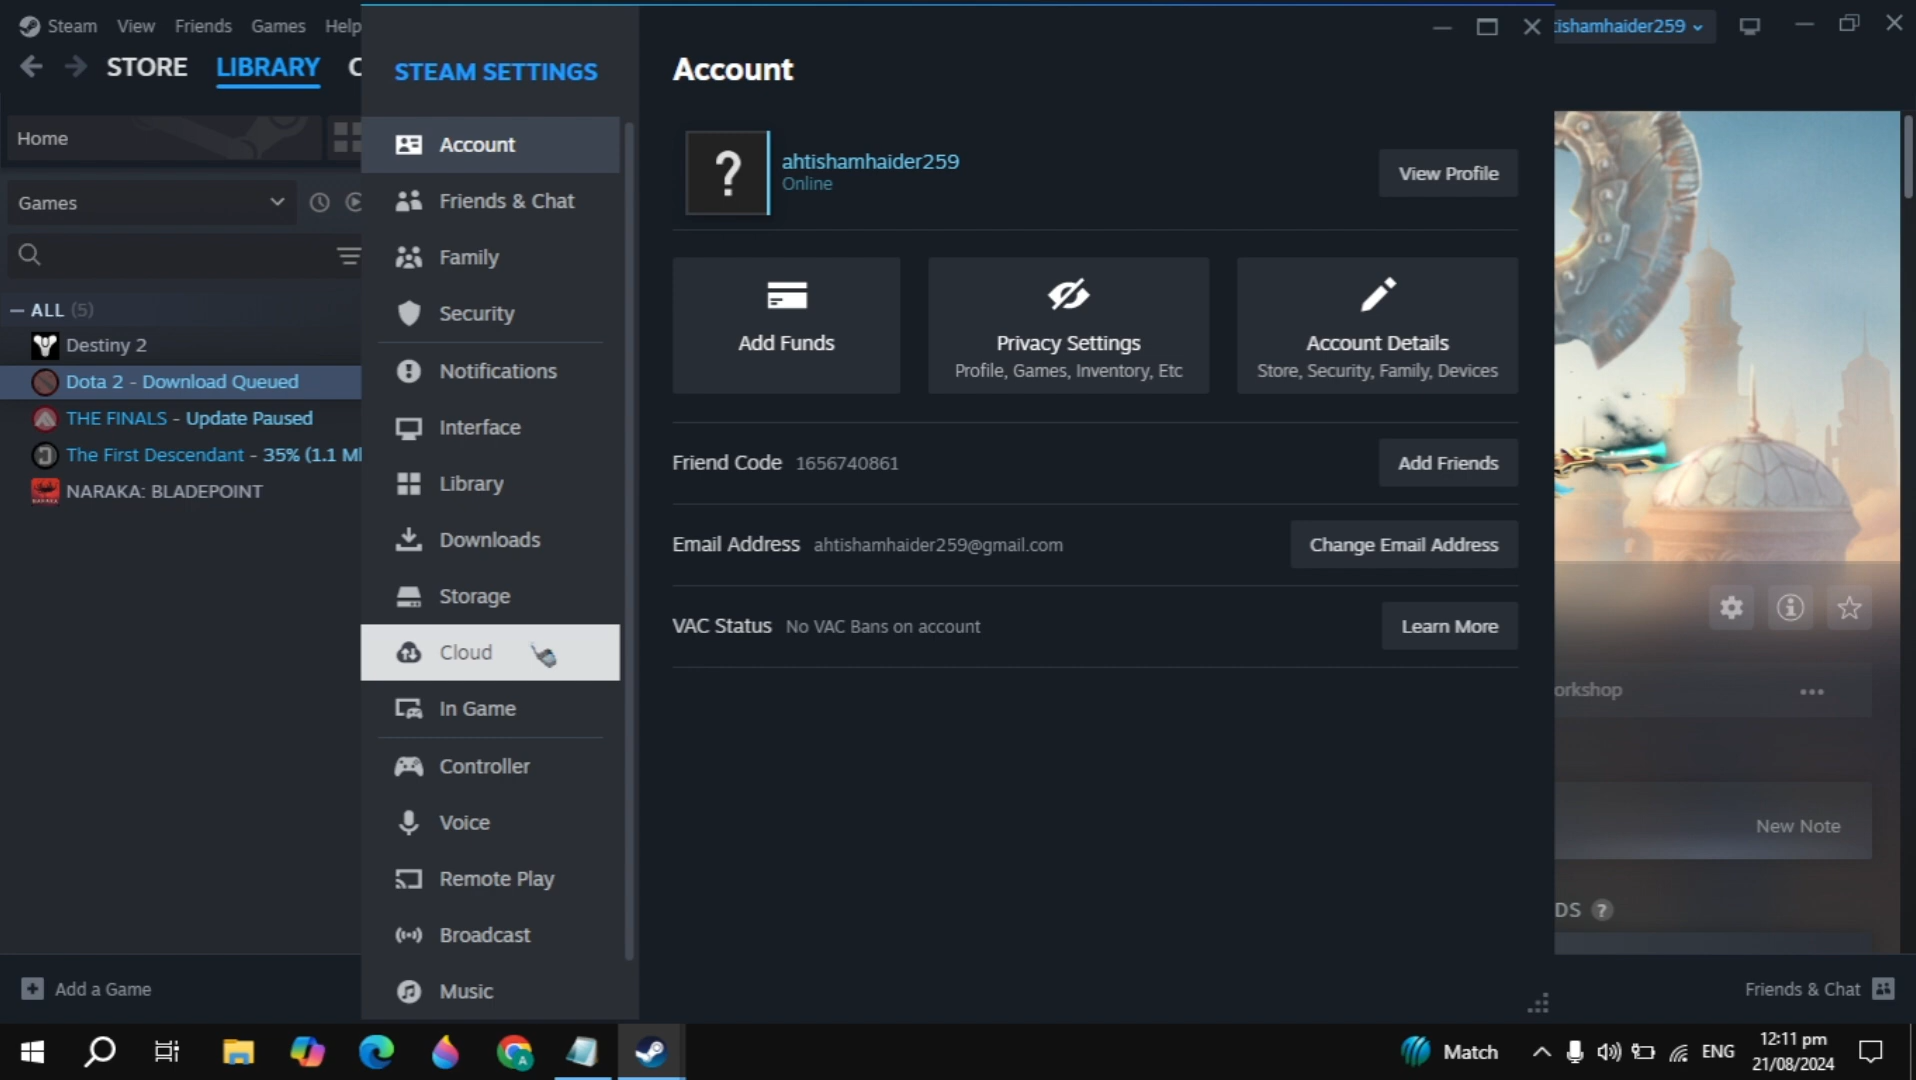 Steam View Friends Games Help
ishamhaider259
STORE LIBRARY
Home
Games
ALL (5)
Destiny 2
Dota 2 - Download Queued
THE FINALS - Update Paused
The First Descendant - 35% (1.1 M
NARAKA: BLADEPOINT
Add a Game
STEAM SETTINGS
Account
Friends & Chat
Family
Security
Notifications
Interface
Library
Downloads
Storage
Cloud
In Game
Controller
Voice
Remote Play
Broadcast
Music
Account
?
ahtishamhaider259
Online
View Profile
Add Funds
Privacy Settings
Profile, Games, Inventory, Etc
Account Details
Store, Security, Family, Devices
Friend Code 1656740861
Add Friends
Email Address ahtishamhaider259@gmail.com
Change Email Address
VAC Status No VAC Bans on account
Learn More
orkshop
New Note
DS ?
Friends & Chat
Match
ENG
12:11 pm
21/08/2024